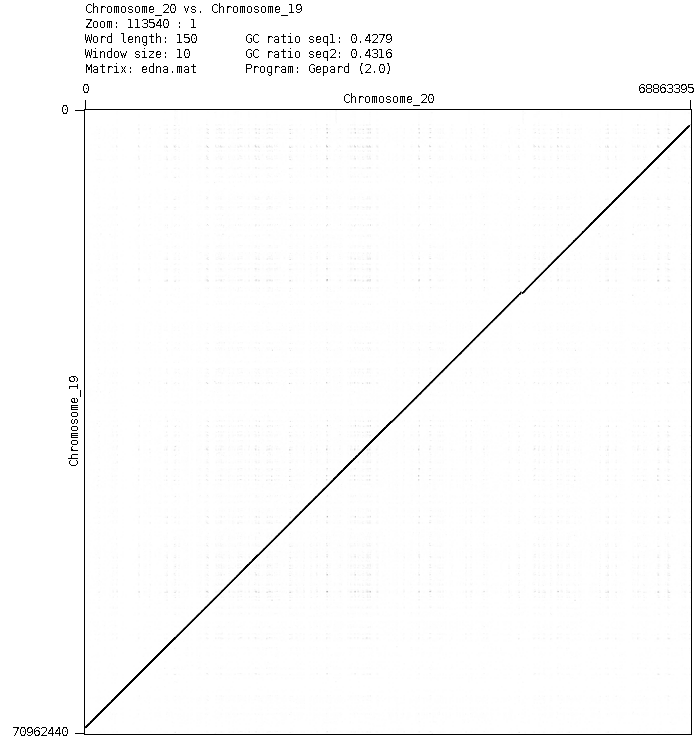 Chromosome_20 vs. Chromosome_19
Zoom: 113540 : 1
Word length: 150 GC ratio seq1: 0.4279
Window size: 10 GC ratio seq2: 0.4316
Matrix: edna.mat Program: Gepard (2.0)
0 68863395
Chromosome_20
0
Chromosome_19
70962440